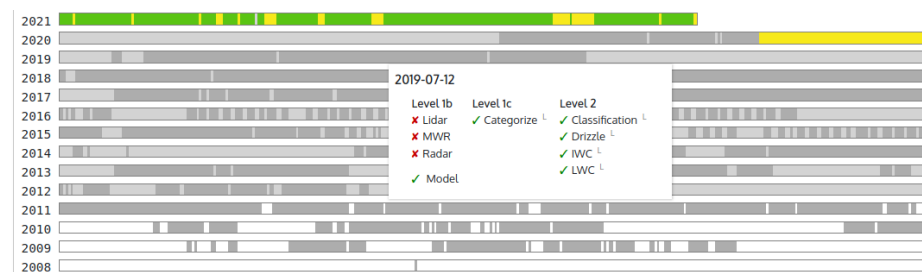 2021
2020
2019
2018
2017
2016
2015
2014
2013
2012
2011
2010
2009
2008
2019-07-12
Level 1b Level 1c Level 2
✘ Lidar ✓ Categorize L ✓ Classification L
✘ MWR ✓ Drizzle L
✘ Radar ✓ IWC L
✓ LWC L
✓ Model